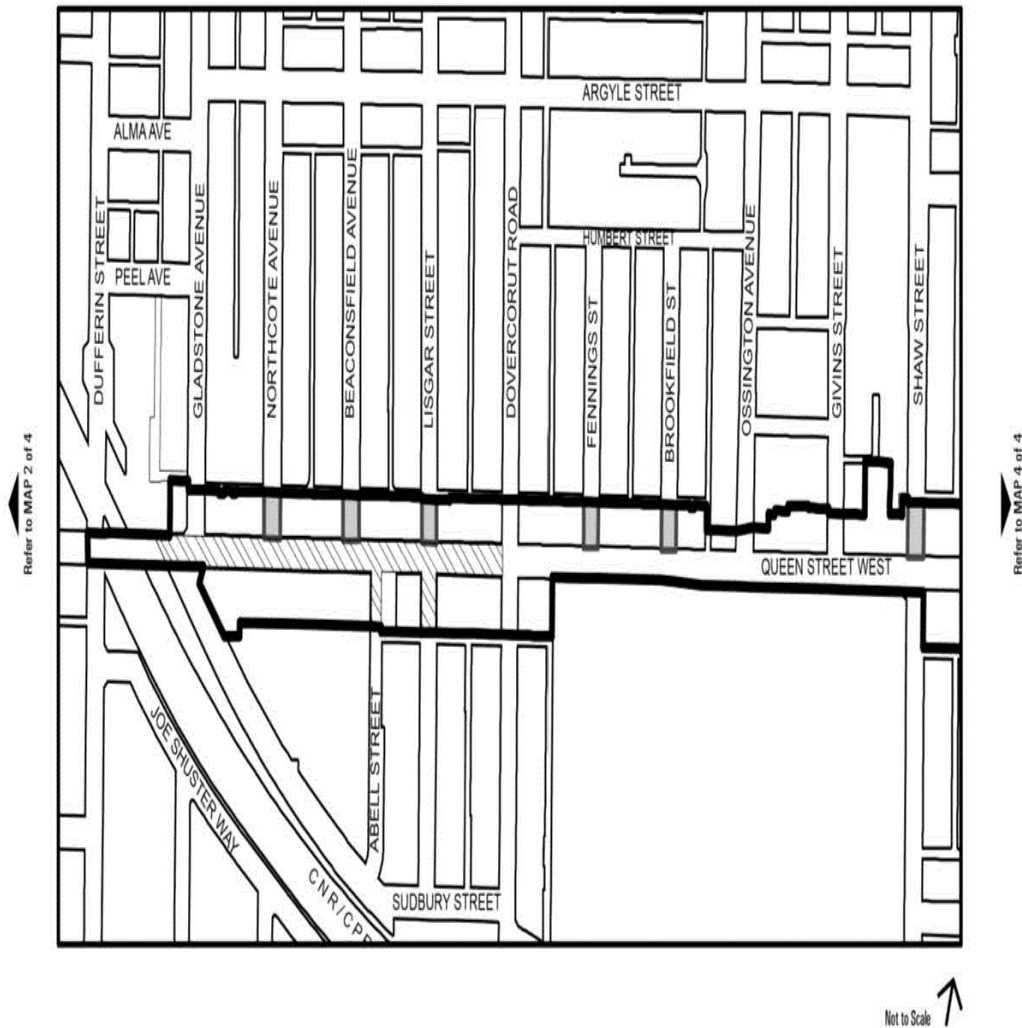 ARGYLE STREET
ALMA AVE
DUFFERIN STREET
GLADSTONE AVENUE
NORTHCOTE AVENUE
BEACONSFIELD AVENUE
LISGAR STREET
DOVERCORUT ROAD
HUMBERT STREET
OSSINGTON AVENUE
GIVINS STREET
SHAW STREET
PEEL AVE
FENNINGS ST
BROOKFIELD ST
Refer to MAP 2 of 4
Refer to MAP 4 of 4
QUEEN STREET WEST
ABELL STREET
JOE SHUSTER WAY
CNR/CPR
SUDBURY STREET
Not to Scale